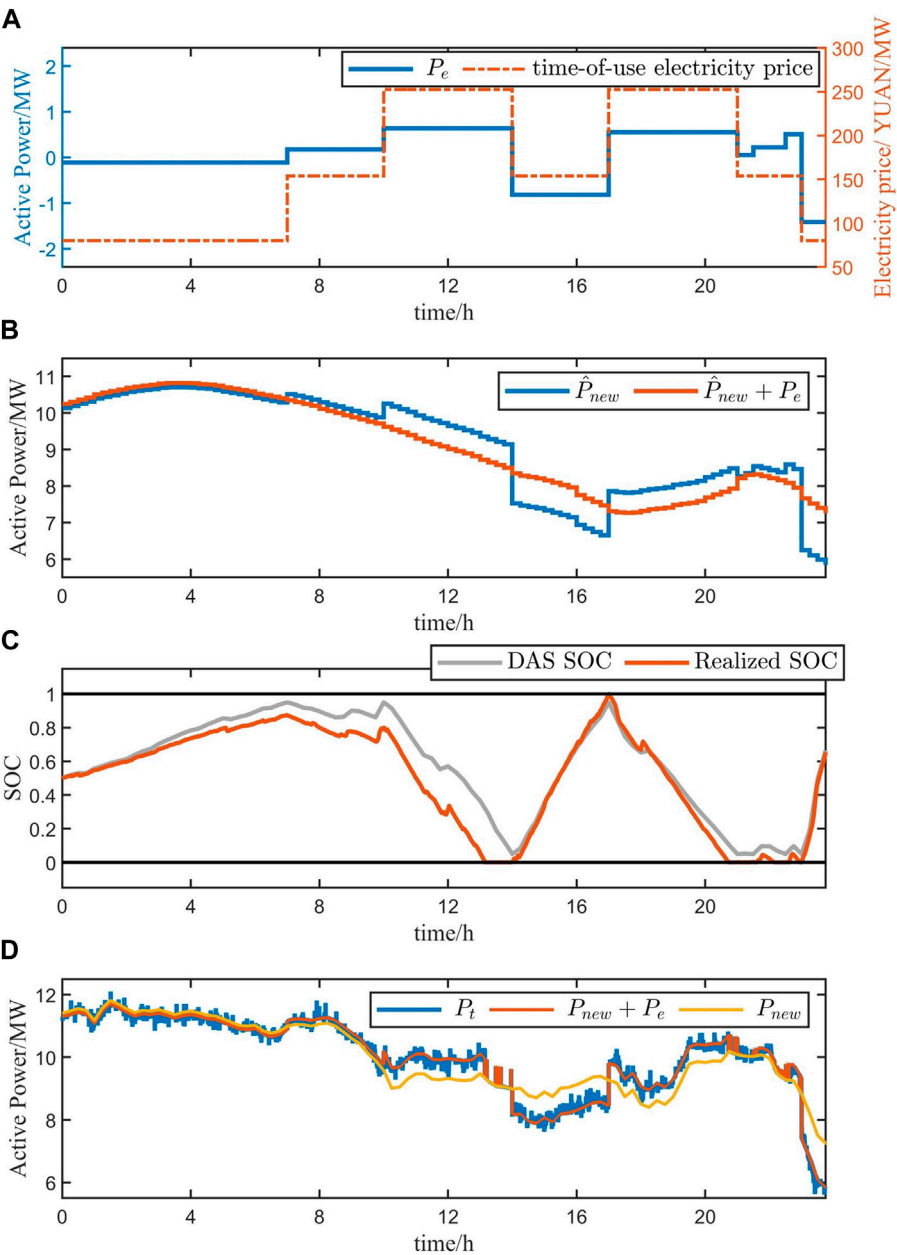 A
P_e time-of-use electricity price
Active Power/MW
2
1
0
-1
-2
300
250
200
150
100
50
Electricity price/ YUAN/MW
0 4 8 12 16 20
time/h
B
P̂_new P̂_new + P_e
Active Power/MW
11
10
9
8
7
6
0 4 8 12 16 20
time/h
C
DAS SOC Realized SOC
SOC
1
0.8
0.6
0.4
0.2
0
0 4 8 12 16 20
time/h
D
P_t P_new + P_e P_new
Active Power/MW
12
10
8
6
0 4 8 12 16 20
time/h